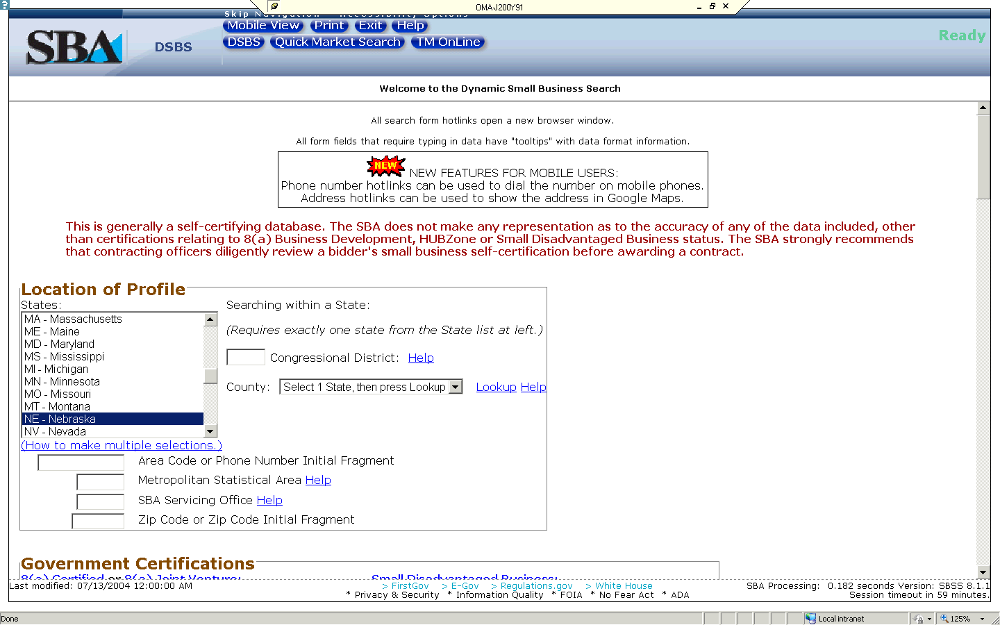 OMA-J200Y91
Skip Navigation Accessibility Options
Mobile View Print Exit Help
DSBS Quick Market Search TM OnLine
SBA
DSBS
Ready
Welcome to the Dynamic Small Business Search
All search form hotlinks open a new browser window.
All form fields that require typing in data have "tooltips" with data format information.
NEW NEW FEATURES FOR MOBILE USERS:
Phone number hotlinks can be used to dial the number on mobile phones.
Address hotlinks can be used to show the address in Google Maps.
This is generally a self-certifying database. The SBA does not make any representation as to the accuracy of any of the data included, other
than certifications relating to 8(a) Business Development, HUBZone or Small Disadvantaged Business status. The SBA strongly recommends
that contracting officers diligently review a bidder's small business self-certification before awarding a contract.
Location of Profile
States:
MA - Massachusetts
ME - Maine
MD - Maryland
MS - Mississippi
MI - Michigan
MN - Minnesota
MO - Missouri
MT - Montana
NE - Nebraska
NV - Nevada
(How to make multiple selections.)
Searching within a State:
(Requires exactly one state from the State list at left.)
Congressional District: Help
County: Select 1 State, then press Lookup Lookup Help
Area Code or Phone Number Initial Fragment
Metropolitan Statistical Area Help
SBA Servicing Office Help
Zip Code or Zip Code Initial Fragment
Government Certifications
8(a) Certified or 8(a) Joint Venture: Small Disadvantaged Business:
Last modified: 07/13/2004 12:00:00 AM
> FirstGov > E-Gov > Regulations.gov > White House
* Privacy & Security * Information Quality * FOIA * No Fear Act * ADA
SBA Processing: 0.182 seconds Version: SBSS 8.1.1
Session timeout in 59 minutes.
Done
Local intranet
125%